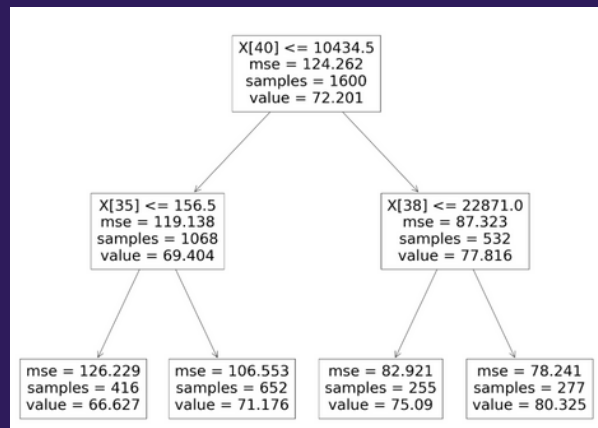 X[40] <= 10434.5
mse = 124.262
samples = 1600
value = 72.201
X[35] <= 156.5
mse = 119.138
samples = 1068
value = 69.404
X[38] <= 22871.0
mse = 87.323
samples = 532
value = 77.816
mse = 126.229
samples = 416
value = 66.627
mse = 106.553
samples = 652
value = 71.176
mse = 82.921
samples = 255
value = 75.09
mse = 78.241
samples = 277
value = 80.325